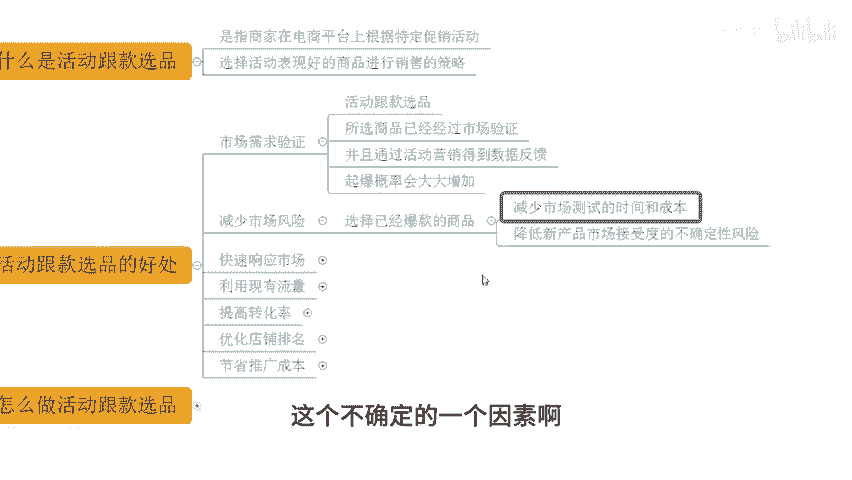 什么是活动跟款选品
是指商家在电商平台上根据特定促销活动
选择活动表现好的商品进行销售的策略
活动跟款选品的好处
市场需求验证
活动跟款选品
所选商品已经经过市场验证
并且通过活动营销得到数据反馈
起爆概率会大大增加
减少市场风险
选择已经爆款的商品
减少市场测试的时间和成本
降低新产品市场接受度的不确定性风险
快速响应市场
利用现有流量
提高转化率
优化店铺排名
节省推广成本
怎么做活动跟款选品
这个不确定的一个因素啊